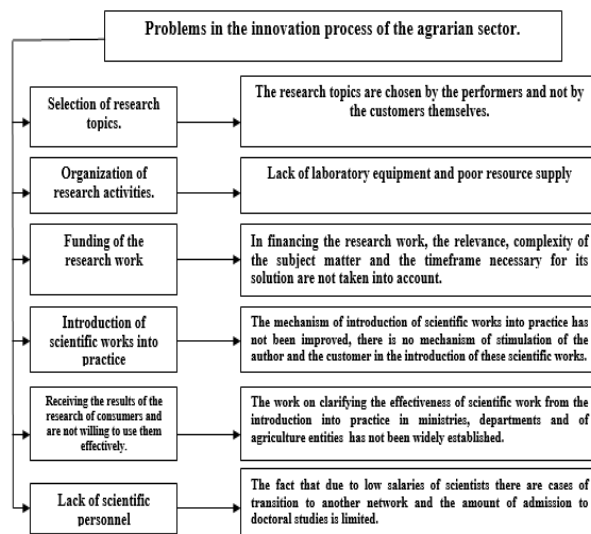 Problems in the innovation process of the agrarian sector.
Selection of research
topics.
The research topics are chosen by the performers and not by
the customers themselves.
Organization of
research activities.
Lack of laboratory equipment and poor resource supply
Funding of the
research work
In financing the research work, the relevance, complexity of
the subject matter and the timeframe necessary for its
solution are not taken into account.
Introduction of
scientific works into
practice
The mechanism of introduction of scientific works into practice has
not been improved, there is no mechanism of stimulation of the
author and the customer in the introduction of these scientific works.
Receiving the results of the
research of consumers and
are not willing to use them
effectively.
The work on clarifying the effectiveness of scientific work from the
introduction into practice in ministries, departments and of
agriculture entities has not been widely established.
Lack of scientific
personnel
The fact that due to low salaries of scientists there are cases of
transition to another network and the amount of admission to
doctoral studies is limited.